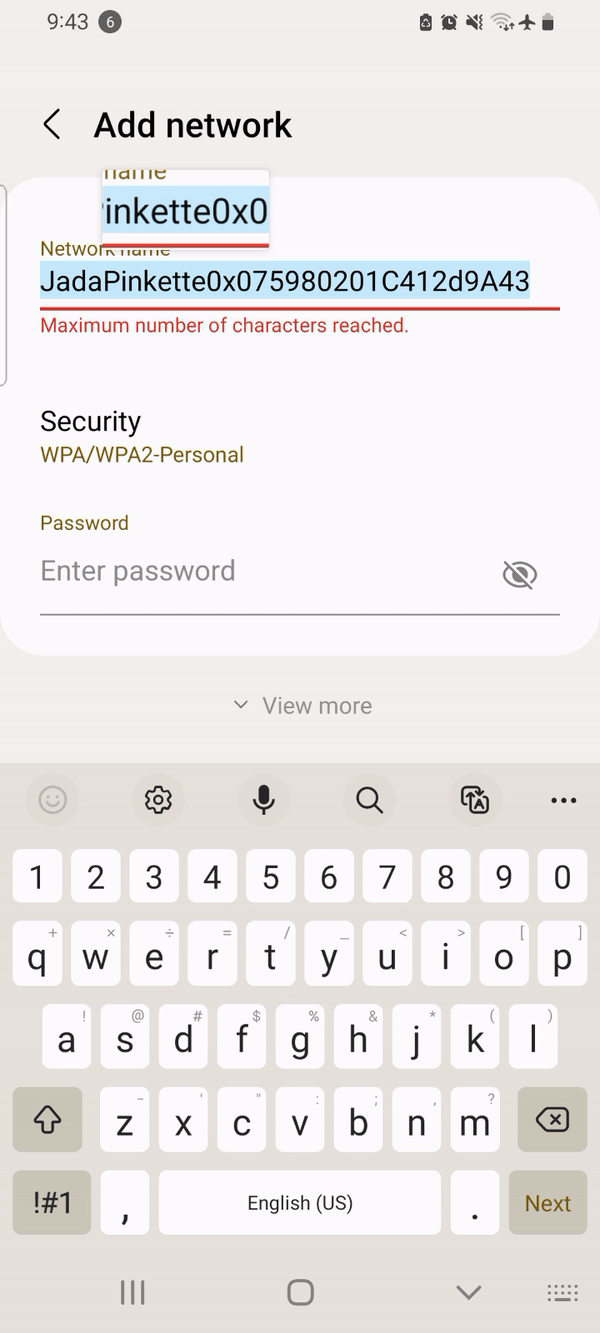 9:43 6
Add network
name
inkette0x0
Network name
JadaPinkette0x075980201C412d9A43
Maximum number of characters reached.
Security
WPA/WPA2-Personal
Password
Enter password
View more
1 2 3 4 5 6 7 8 9 0
+ × ÷ = / _ < > [ ]
q w e r t y u i o p
! @ # $ % & * ( )
a s d f g h j k l
- ' " : ; , ?
z x c v b n m
!#1 , English (US) . Next